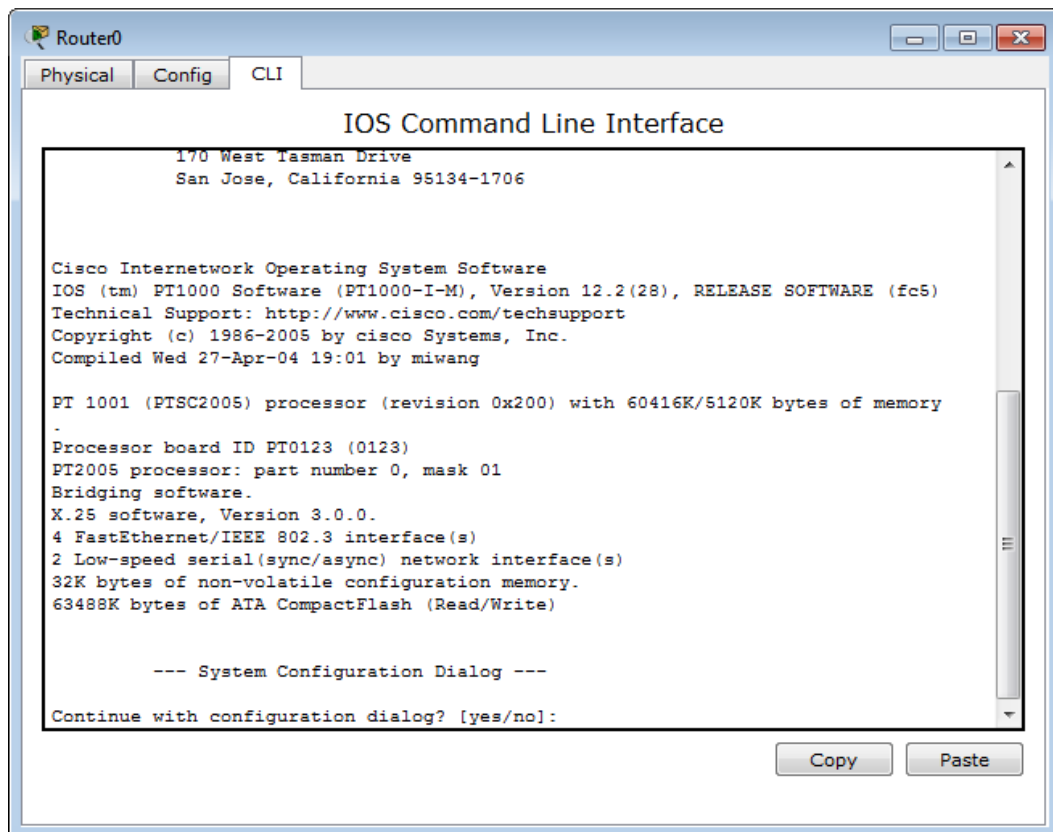 Router0
Physical
Config
CLI
IOS Command Line Interface
170 West Tasman Drive
San Jose, California 95134-1706
Cisco Internetwork Operating System Software
IOS (tm) PT1000 Software (PT1000-I-M), Version 12.2(28), RELEASE SOFTWARE (fc5)
Technical Support: http://www.cisco.com/techsupport
Copyright (c) 1986-2005 by cisco Systems, Inc.
Compiled Wed 27-Apr-04 19:01 by miwang
PT 1001 (PTSC2005) processor (revision 0x200) with 60416K/5120K bytes of memory
.
Processor board ID PT0123 (0123)
PT2005 processor: part number 0, mask 01
Bridging software.
X.25 software, Version 3.0.0.
4 FastEthernet/IEEE 802.3 interface(s)
2 Low-speed serial(sync/async) network interface(s)
32K bytes of non-volatile configuration memory.
63488K bytes of ATA CompactFlash (Read/Write)
--- System Configuration Dialog ---
Continue with configuration dialog? [yes/no]:
Copy
Paste